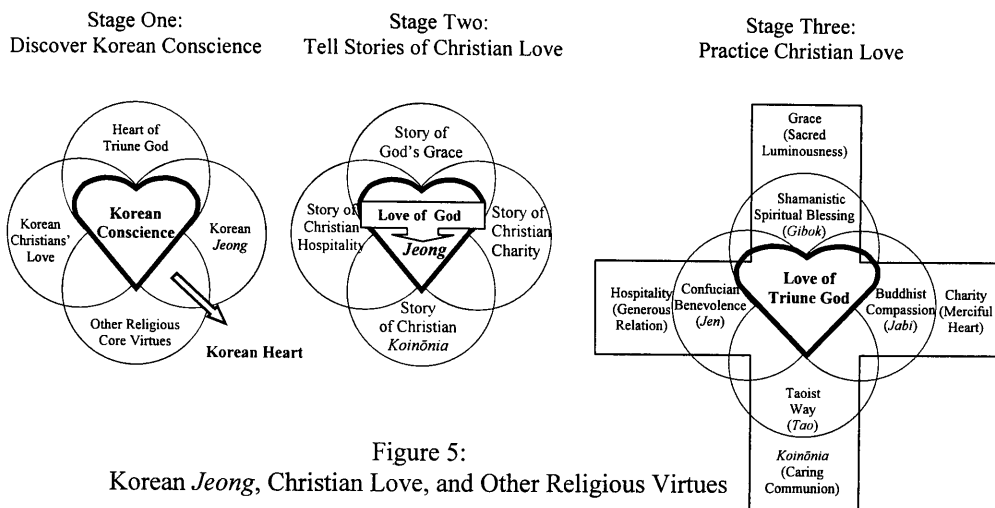 Stage One:
Discover Korean Conscience
Heart of
Triune God
Korean
Conscience
Korean
Christians'
Love
Korean
Jeong
Other Religious
Core Virtues
Korean Heart
Stage Two:
Tell Stories of Christian Love
Story of
God's Grace
Story of
Christian
Hospitality
Love of God
Jeong
Story of
Christian
Charity
Story
of Christian
Koinōnia
Stage Three:
Practice Christian Love
Grace
(Sacred
Luminousness)
Shamanistic
Spiritual Blessing
(Gibok)
Hospitality
(Generous
Relation)
Confucian
Benevolence
(Jen)
Love of
Triune God
Buddhist
Compassion
(Jabi)
Charity
(Merciful
Heart)
Taoist
Way
(Tao)
Koinōnia
(Caring
Communion)
Figure 5:
Korean Jeong, Christian Love, and Other Religious Virtues